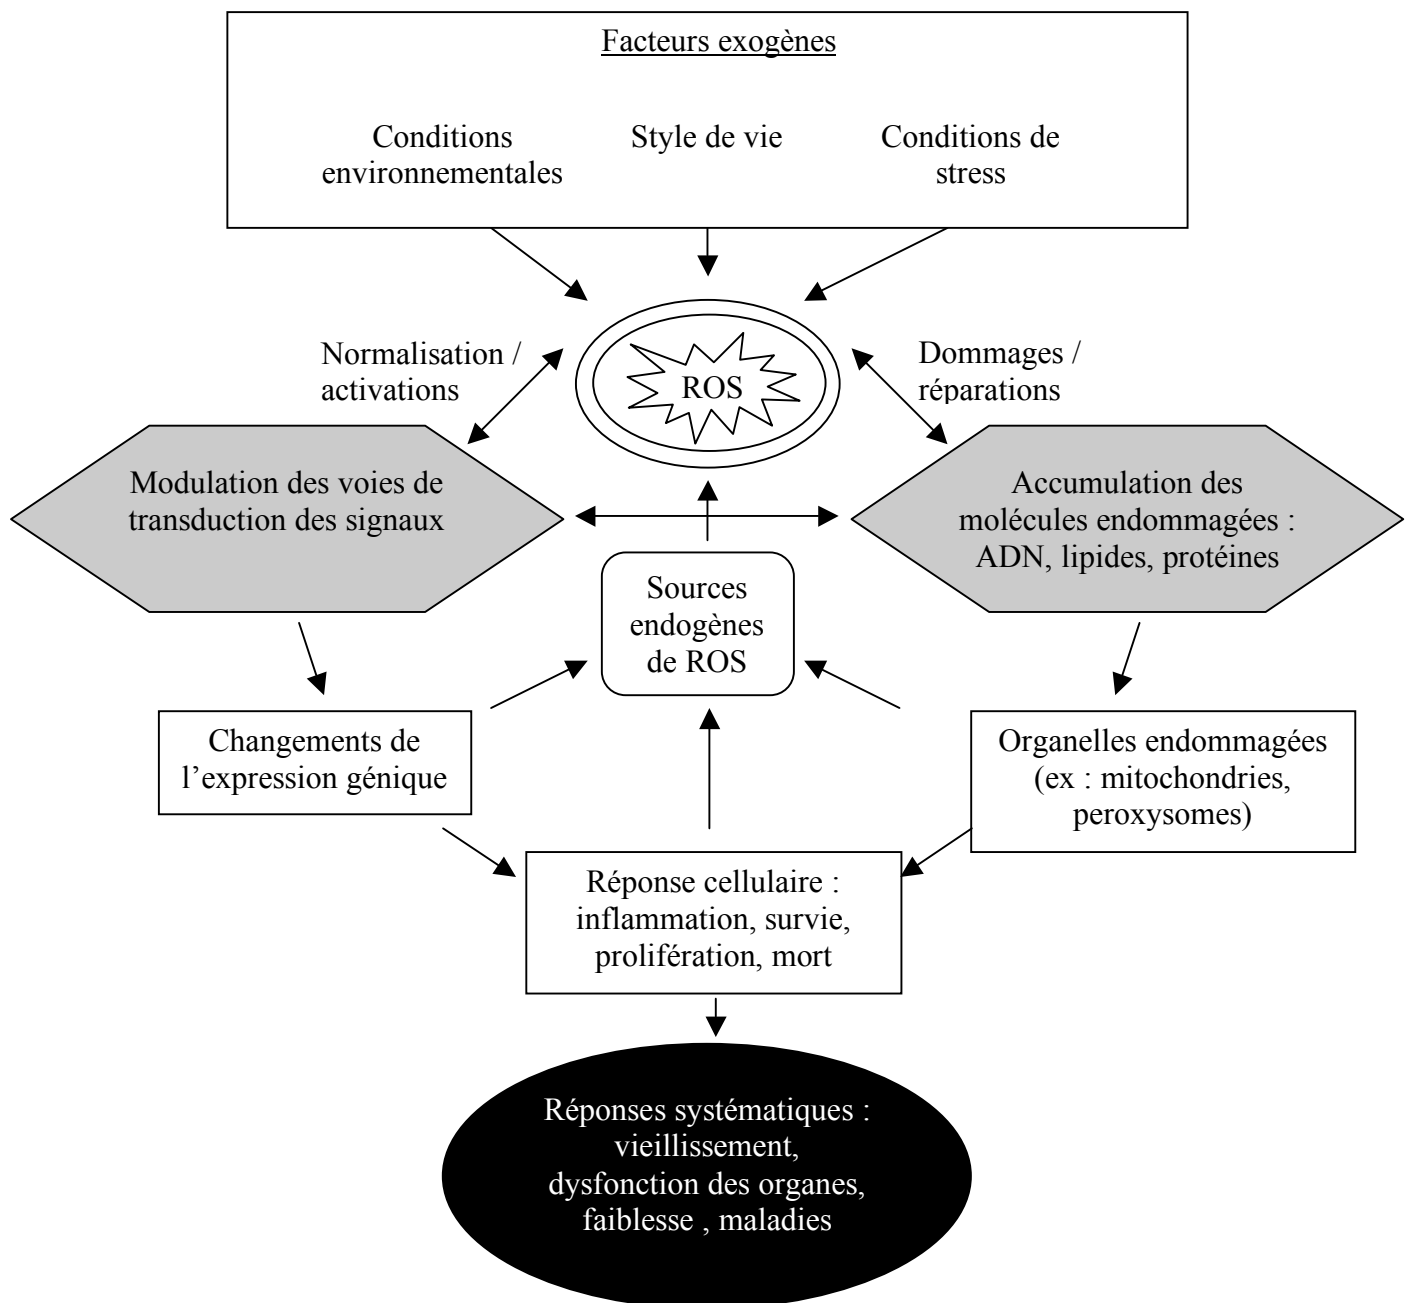 Facteurs exogènes
Conditions
environnementales
Style de vie
Conditions de
stress
Normalisation /
activations
ROS
Dommages /
réparations
Modulation des voies de
transduction des signaux
Accumulation des
molécules endommagées :
ADN, lipides, protéines
Sources
endogènes
de ROS
Changements de
l’expression génique
Organelles endommagées
(ex : mitochondries,
peroxysomes)
Réponse cellulaire :
inflammation, survie,
prolifération, mort
Réponses systématiques :
vieillissement,
dysfonction des organes,
faiblesse , maladies